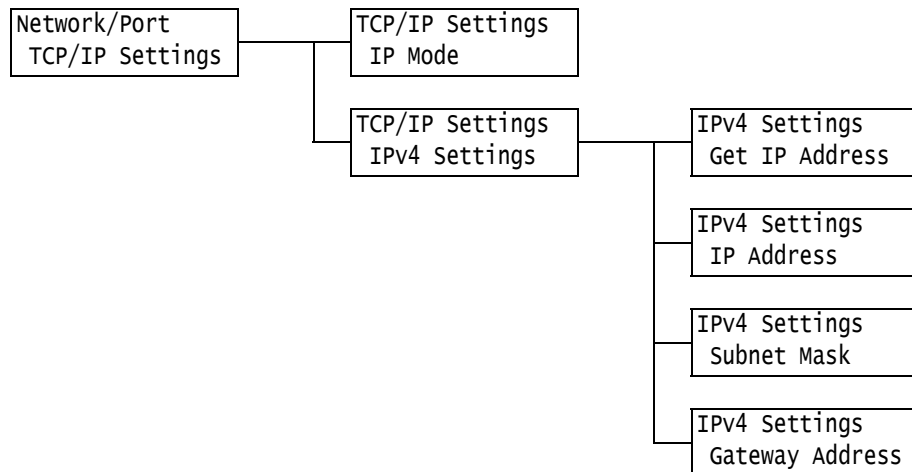 Network/Port
TCP/IP Settings
TCP/IP Settings
IP Mode
TCP/IP Settings
IPv4 Settings
IPv4 Settings
Get IP Address
IPv4 Settings
IP Address
IPv4 Settings
Subnet Mask
IPv4 Settings
Gateway Address